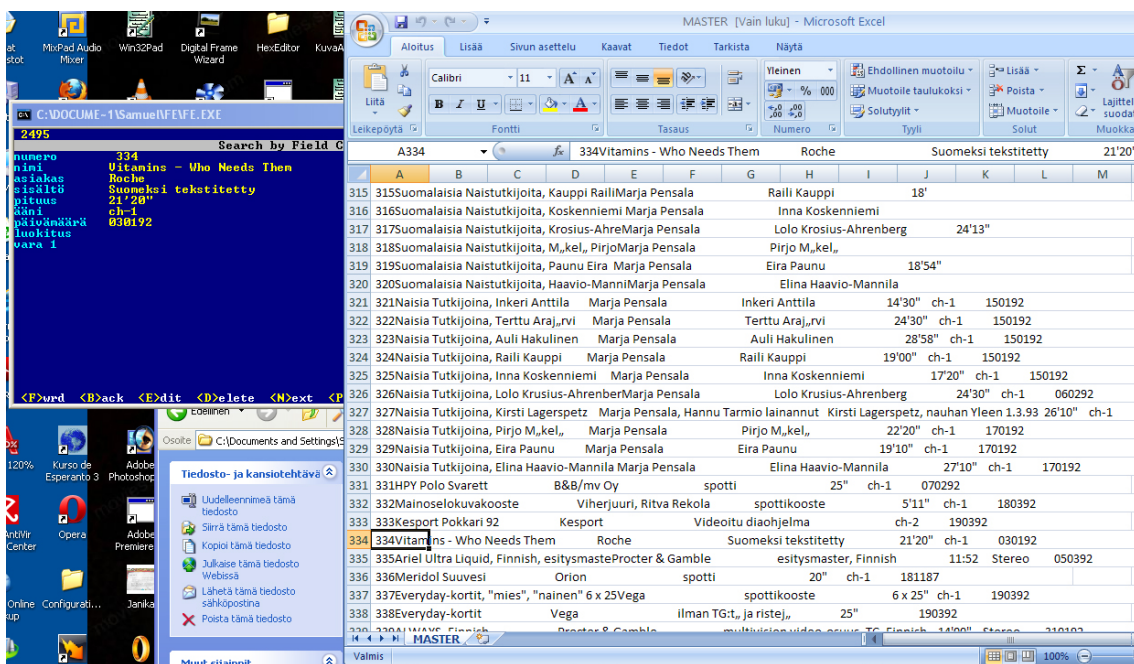 MixPad Audio Mixer
Win32Pad
Digital Frame Wizard
HexEditor
C:\DOCUME~1\Samuel\FE\FE.EXE
2495
Search by Field
numero 334
nimi Vitamins - Who Needs Them
asiakas Roche
sisältö Suomeksi tekstitetty
pituus 21'20"
ääni ch-1
päivämäärä 030192
luokitus
vara 1
<F>wrd <B>ack <E>dit <D>elete <N>ext
120%
Kurso de Esperanto 3
Adobe
Opera
Adobe
Configurati...
Janika
Edellinen
Osoite C:\Documents and Settings\S
Tiedosto- ja kansiotehtävä
Uudelleennimeä tämä tiedosto
Siirrä tämä tiedosto
Kopioi tämä tiedosto
Julkaise tämä tiedosto Webissä
Lähetä tämä tiedosto sähköpostina
Poista tämä tiedosto
Muut sijainnit
MASTER [Vain luku] - Microsoft Excel
Aloitus Lisää Sivun asettelu Kaavat Tiedot Tarkista Näytä
Liitä
Calibri 11
Yleinen
% 000
Ehdollinen muotoilu
Muotoile taulukoksi
Solutyylit
Lisää
Poista
Muotoile
Leikepöytä Fontti Tasaus Numero Tyyli Solut
A334 fx 334Vitamins - Who Needs Them Roche Suomeksi tekstitetty 21'20"
A B C D E F G H I J K L M
315 315Suomalaisia Naistutkijoita, Kauppi RailiMarja Pensala Raili Kauppi 18'
316 316Suomalaisia Naistutkijoita, Koskenniemi Marja Pensala Inna Koskenniemi
317 317Suomalaisia Naistutkijoita, Krosius-AhreMarja Pensala Lolo Krosius-Ahrenberg 24'13"
318 318Suomalaisia Naistutkijoita, M„kel„ PirjoMarja Pensala Pirjo M„kel„
319 319Suomalaisia Naistutkijoita, Paunu Eira Marja Pensala Eira Paunu 18'54"
320 320Suomalaisia Naistutkijoita, Haavio-ManniMarja Pensala Elina Haavio-Mannila
321 321Naisia Tutkijoina, Inkeri Anttila Marja Pensala Inkeri Anttila 14'30" ch-1 150192
322 322Naisia Tutkijoina, Terttu Araj„rvi Marja Pensala Terttu Araj„rvi 24'30" ch-1 150192
323 323Naisia Tutkijoina, Auli Hakulinen Marja Pensala Auli Hakulinen 28'58" ch-1 150192
324 324Naisia Tutkijoina, Raili Kauppi Marja Pensala Raili Kauppi 19'00" ch-1 150192
325 325Naisia Tutkijoina, Inna Koskenniemi Marja Pensala Inna Koskenniemi 17'20" ch-1 150192
326 326Naisia Tutkijoina, Lolo Krusius-AhrenberMarja Pensala Lolo Krusius-Ahrenberg 24'30" ch-1 060292
327 327Naisia Tutkijoina, Kirsti Lagerspetz Marja Pensala, Hannu Tarmio lainannut Kirsti Lagerspetz, nauhan Yleen 1.3.93 26'10" ch-1
328 328Naisia Tutkijoina, Pirjo M„kel„ Marja Pensala Pirjo M„kel„ 22'20" ch-1 170192
329 329Naisia Tutkijoina, Eira Paunu Marja Pensala Eira Paunu 19'10" ch-1 170192
330 330Naisia Tutkijoina, Elina Haavio-Mannila Marja Pensala Elina Haavio-Mannila 27'10" ch-1 170192
331 331HPY Polo Svarett B&B/mv Oy spotti 25" ch-1 070292
332 332Mainoselokuvakooste Viherjuuri, Ritva Rekola spottikooste 5'11" ch-1 180392
333 333Kesport Pokkari 92 Kesport Videoitu diaohjelma ch-2 190392
334 334Vitamins - Who Needs Them Roche Suomeksi tekstitetty 21'20" ch-1 030192
335 335Ariel Ultra Liquid, Finnish, esitysmasteProcter & Gamble esitysmaster, Finnish 11:52 Stereo 050392
336 336Meridol Suuvesi Orion spotti 20" ch-1 181187
337 337Everyday-kortit, "mies", "nainen" 6 x 25Vega spottikooste 6 x 25" ch-1 190392
338 338Everyday-kortit Vega ilman TG:t„ ja ristej„ 25" 190392
MASTER
Valmis 100%